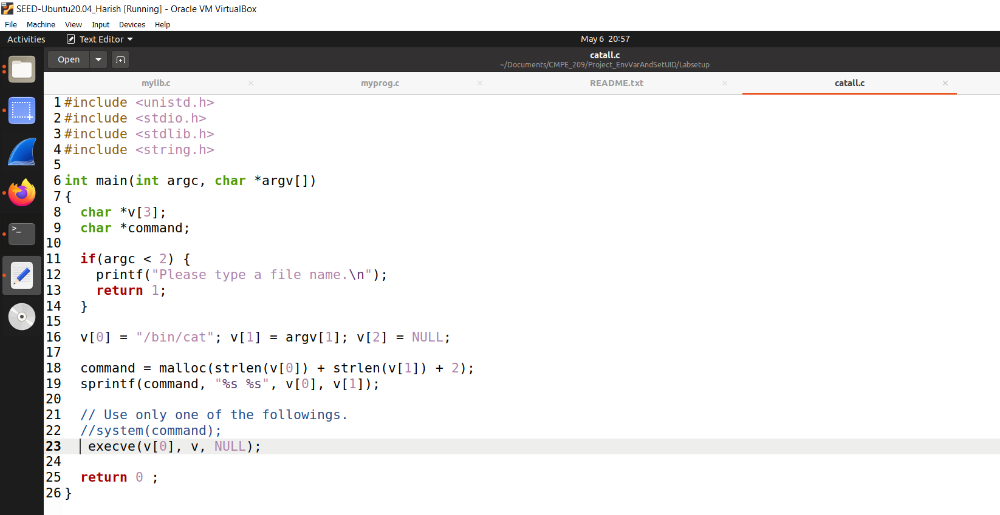 SEED-Ubuntu20.04_Harish [Running] - Oracle VM VirtualBox
File Machine View Input Devices Help
Activities Text Editor May 6 20:57
Open catall.c
~/Documents/CMPE_209/Project_EnvVarAndSetUID/Labsetup
mylib.c × myprog.c × README.txt × catall.c ×
1 #include <unistd.h>
2 #include <stdio.h>
3 #include <stdlib.h>
4 #include <string.h>
5
6 int main(int argc, char *argv[])
7 {
8   char *v[3];
9   char *command;
10
11   if(argc < 2) {
12     printf("Please type a file name.\n");
13     return 1;
14   }
15
16   v[0] = "/bin/cat"; v[1] = argv[1]; v[2] = NULL;
17
18   command = malloc(strlen(v[0]) + strlen(v[1]) + 2);
19   sprintf(command, "%s %s", v[0], v[1]);
20
21   // Use only one of the followings.
22   //system(command);
23    execve(v[0], v, NULL);
24
25   return 0 ;
26 }